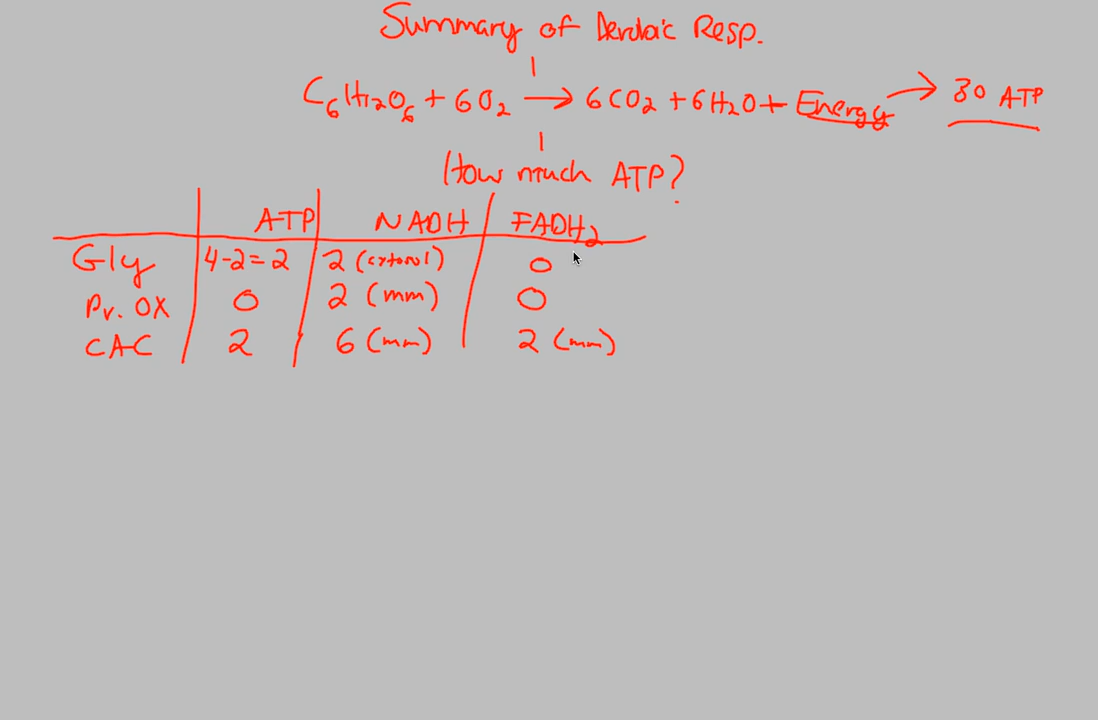 Summary of Aerobic Resp.
C6H12O6 + 6O2 → 6CO2 + 6H2O + Energy → 30 ATP
How much ATP?
ATP NADH FADH2
Gly 4-2=2 2 (cytosol) 0
Pr. OX 0 2 (mm) 0
CAC 2 6 (mm) 2 (mm)